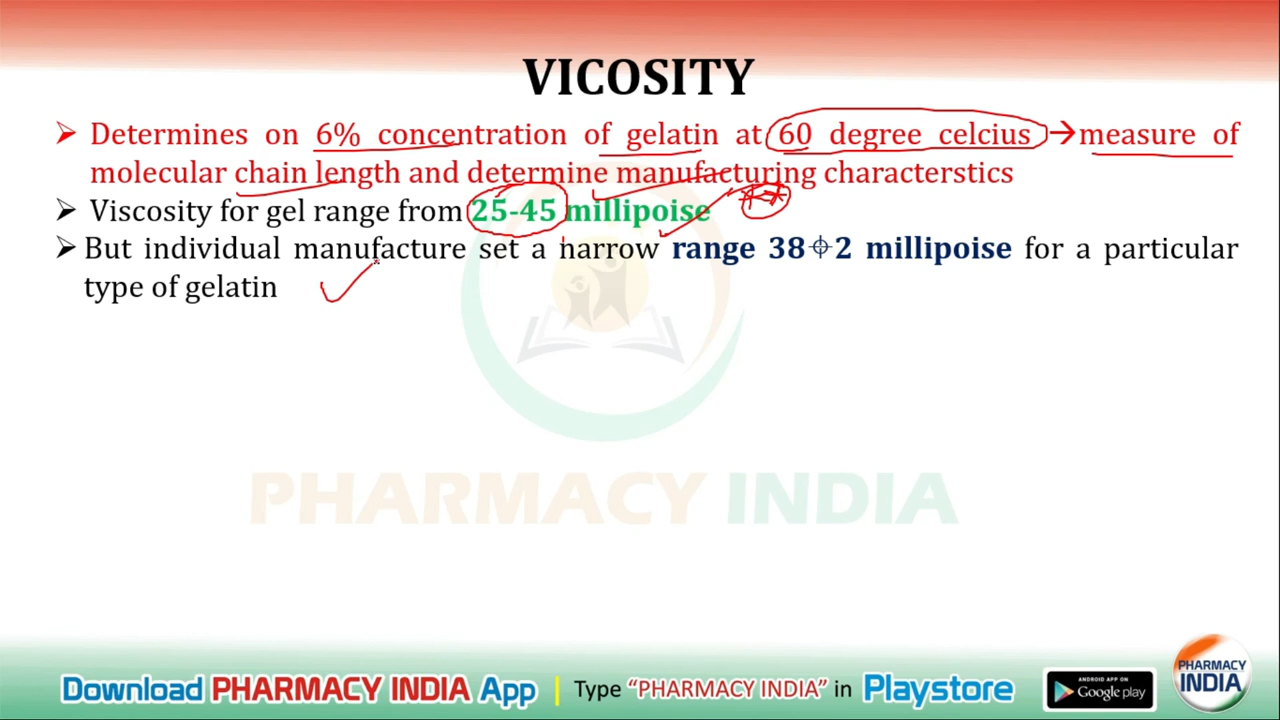 VICOSITY
➢ Determines on 6% concentration of gelatin at 60 degree celcius → measure of
molecular chain length and determine manufacturing characterstics
➢ Viscosity for gel range from 25-45 millipoise
➢ But individual manufacture set a narrow range 38⌖2 millipoise for a particular
type of gelatin
PHARMACY INDIA
Download PHARMACY INDIA App | Type “PHARMACY INDIA” in Playstore
ANDROID APP ON
Google play
PHARMACY
INDIA